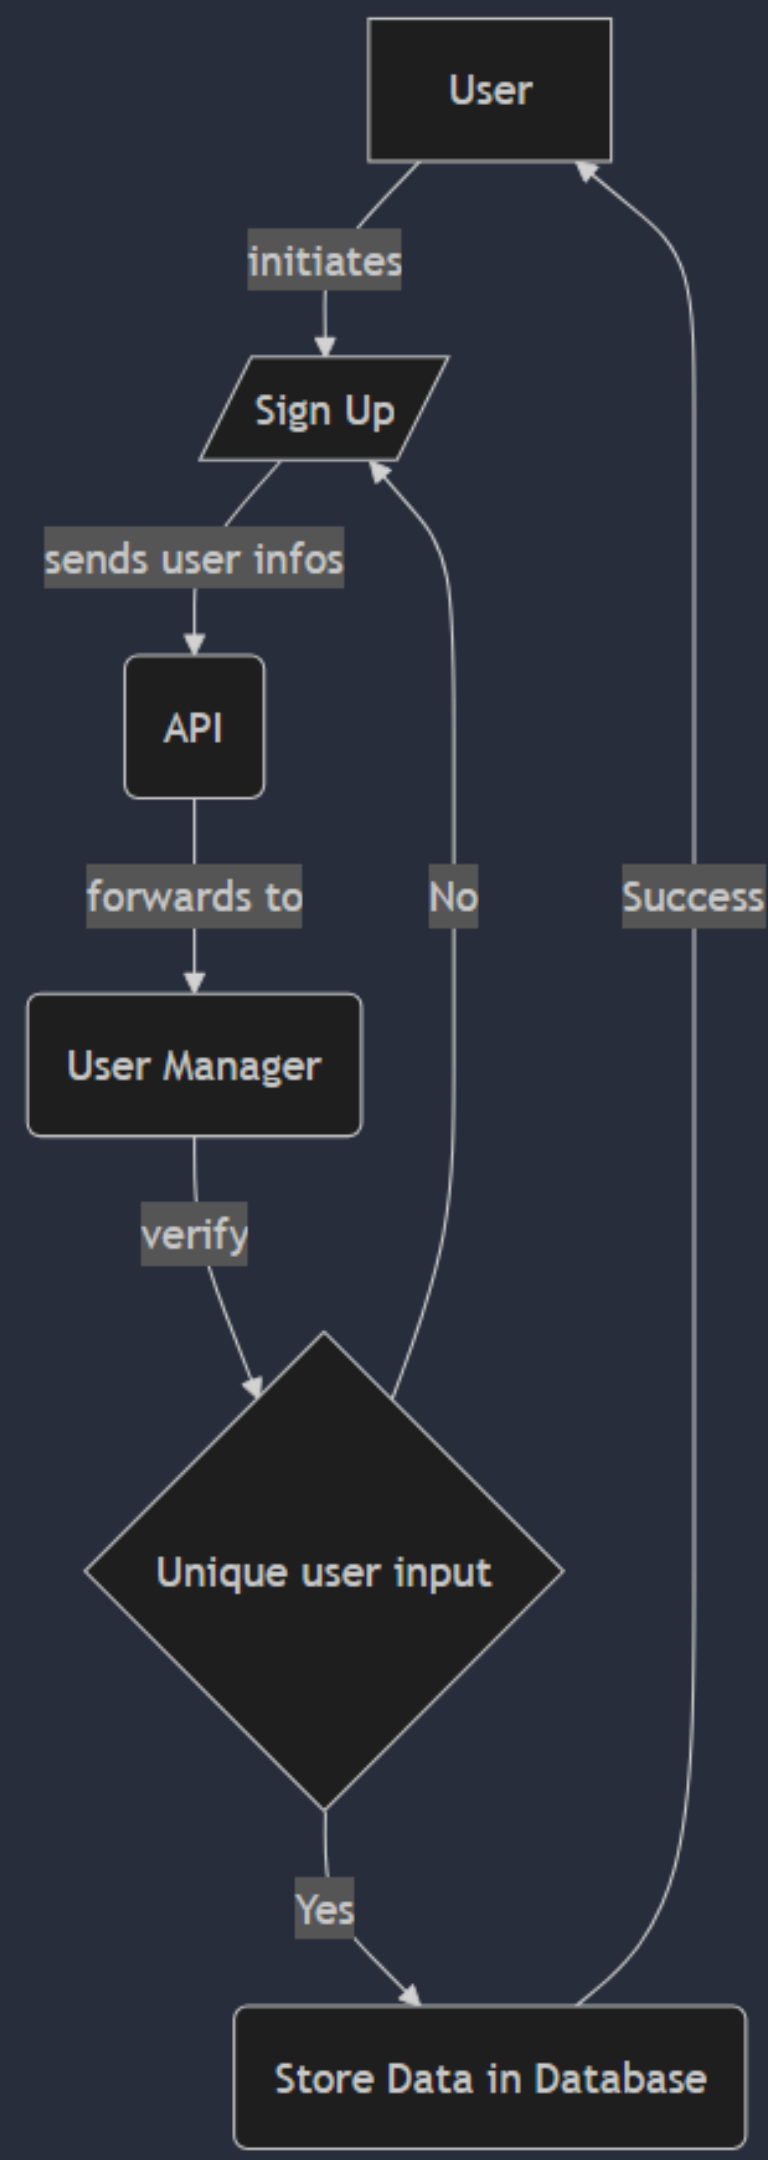 User
initiates
Sign Up
sends user infos
API
forwards to
No
Success
User Manager
verify
Unique user input
Yes
Store Data in Database